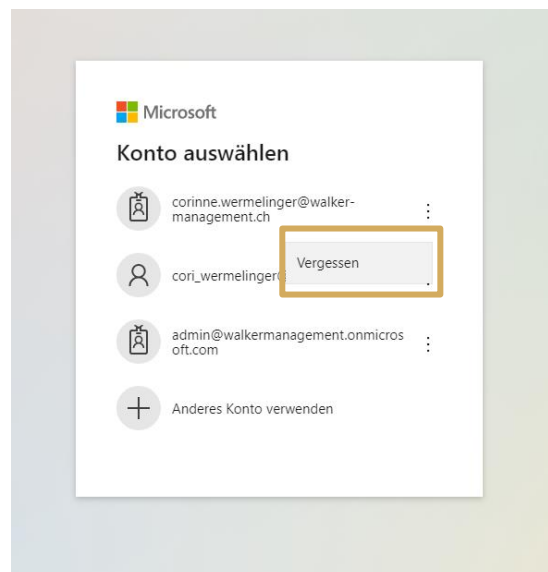 Microsoft
Konto auswählen
corinne.wermelinger@walker-
management.ch
Vergessen
cori_wermelinger
admin@walkermanagement.onmicros
oft.com
Anderes Konto verwenden